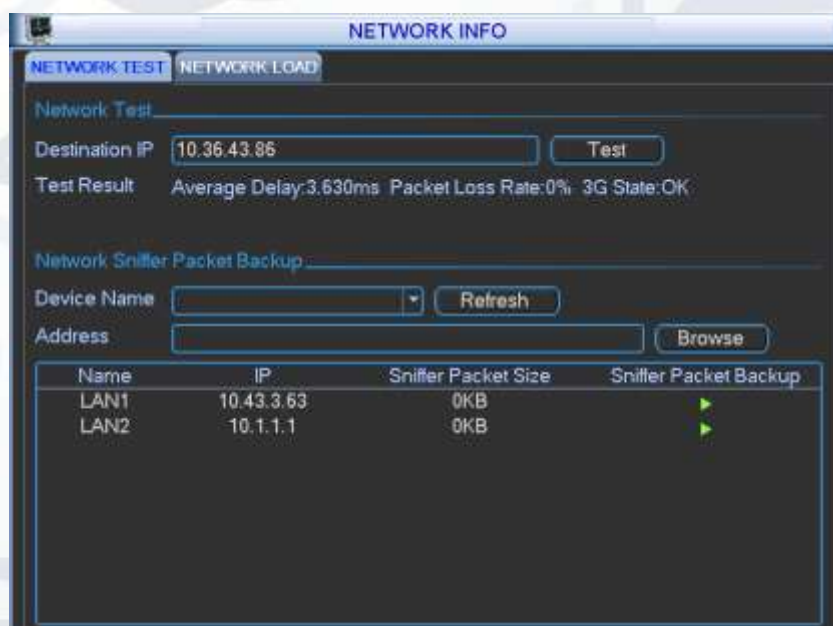 NETWORK INFO
NETWORK TEST NETWORK LOAD
Network Test
Destination IP 10.36.43.86 Test
Test Result Average Delay:3.630ms Packet Loss Rate:0% 3G State:OK
Network Sniffer Packet Backup
Device Name Refresh
Address Browse
Name IP Sniffer Packet Size Sniffer Packet Backup
LAN1 10.43.3.63 0KB
LAN2 10.1.1.1 0KB